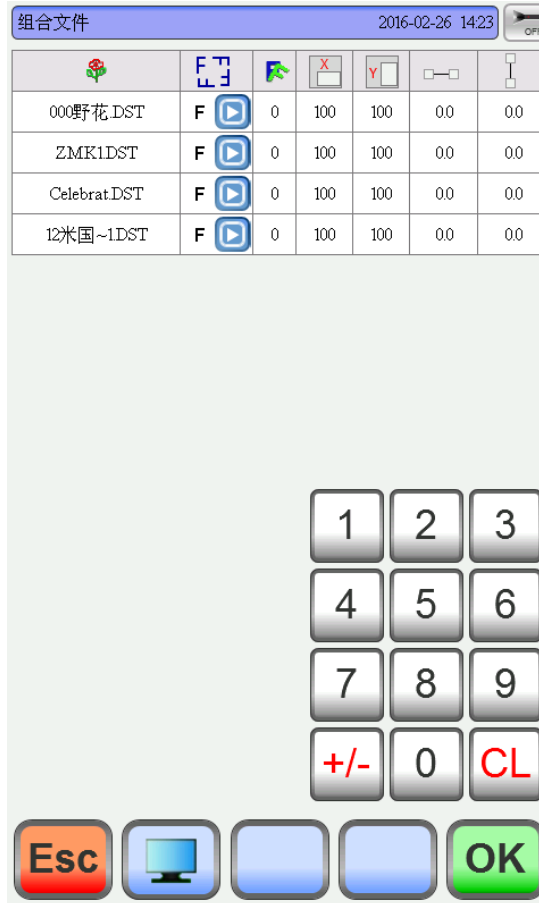 组合文件 2016-02-26 14:23 OFF
F F F F F X Y
000野花.DST F 0 100 100 0.0 0.0
ZMK1.DST F 0 100 100 0.0 0.0
Celebrat.DST F 0 100 100 0.0 0.0
12米国~1.DST F 0 100 100 0.0 0.0
1 2 3
4 5 6
7 8 9
+/- 0 CL
Esc OK